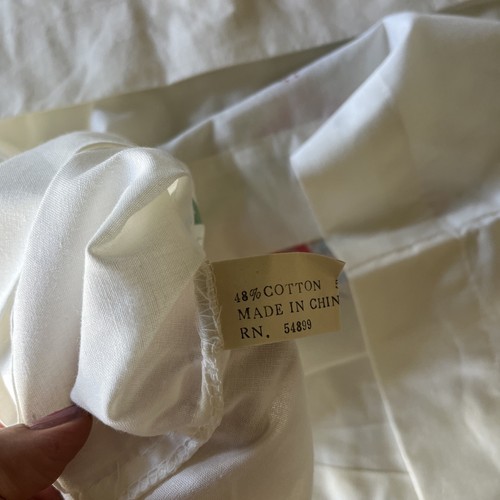 48% COTTON
MADE IN CHIN
RN. 54899